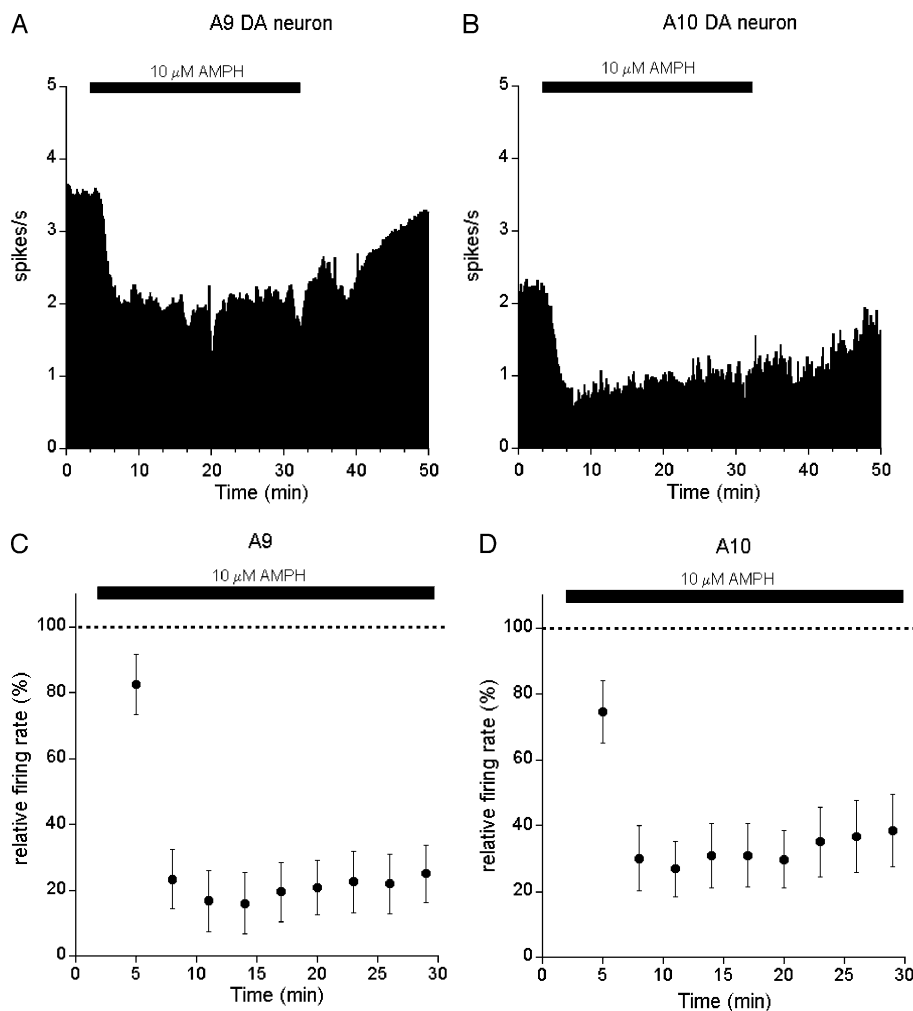 A
A9 DA neuron
10 μM AMPH
5
4
3
2
1
0
spikes/s
0
10
20
30
40
50
Time (min)
B
A10 DA neuron
10 μM AMPH
5
4
3
2
1
0
spikes/s
0
10
20
30
40
50
Time (min)
C
A9
10 μM AMPH
100
80
60
40
20
0
relative firing rate (%)
0
5
10
15
20
25
30
Time (min)
D
A10
10 μM AMPH
100
80
60
40
20
0
relative firing rate (%)
0
5
10
15
20
25
30
Time (min)